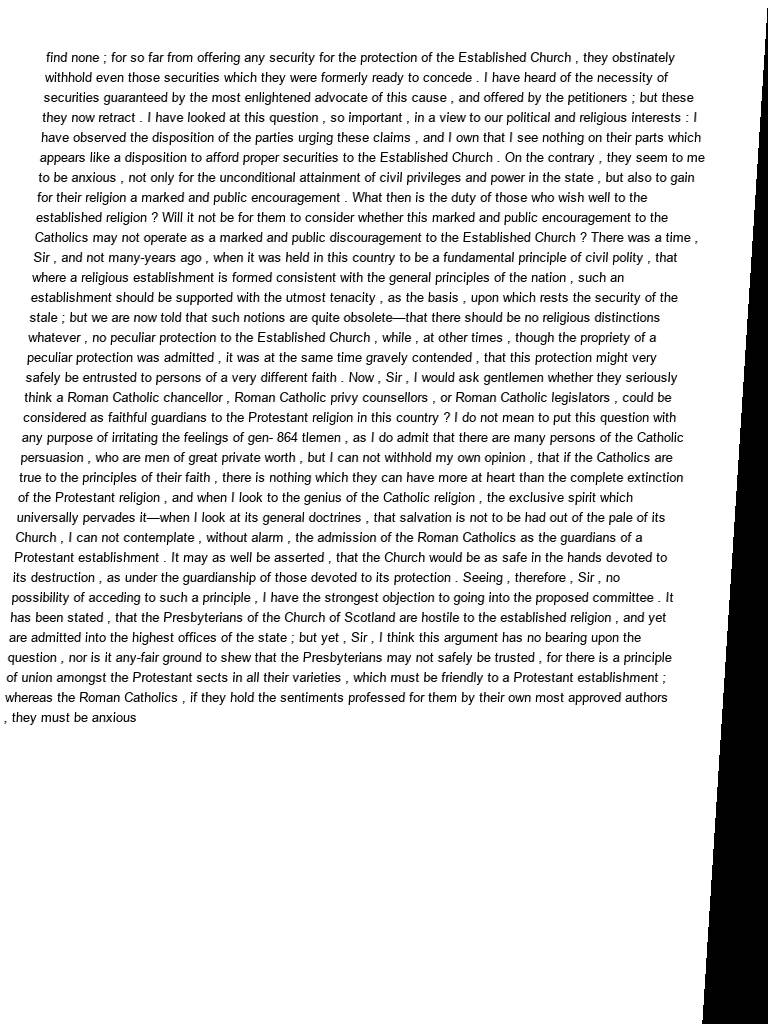 find none ; for so far from offering any security for the protection of the Established Church , they obstinately
withhold even those securities which they were formerly ready to concede . I have heard of the necessity of
securities guaranteed by the most enlightened advocate of this cause , and offered by the petitioners ; but these
they now retract . I have looked at this question , so important , in a view to our political and religious interests : I
have observed the disposition of the parties urging these claims , and I own that I see nothing on their parts which
appears like a disposition to afford proper securities to the Established Church . On the contrary , they seem to me
to be anxious , not only for the unconditional attainment of civil privileges and power in the state , but also to gain
for their religion a marked and public encouragement . What then is the duty of those who wish well to the
established religion ? Will it not be for them to consider whether this marked and public encouragement to the
Catholics may not operate as a marked and public discouragement to the Established Church ? There was a time ,
Sir , and not many-years ago , when it was held in this country to be a fundamental principle of civil polity , that
where a religious establishment is formed consistent with the general principles of the nation , such an
establishment should be supported with the utmost tenacity , as the basis , upon which rests the security of the
stale ; but we are now told that such notions are quite obsolete—that there should be no religious distinctions
whatever , no peculiar protection to the Established Church , while , at other times , though the propriety of a
peculiar protection was admitted , it was at the same time gravely contended , that this protection might very
safely be entrusted to persons of a very different faith . Now , Sir , I would ask gentlemen whether they seriously
think a Roman Catholic chancellor , Roman Catholic privy counsellors , or Roman Catholic legislators , could be
considered as faithful guardians to the Protestant religion in this country ? I do not mean to put this question with
any purpose of irritating the feelings of gen- 864 tlemen , as I do admit that there are many persons of the Catholic
persuasion , who are men of great private worth , but I can not withhold my own opinion , that if the Catholics are
true to the principles of their faith , there is nothing which they can have more at heart than the complete extinction
of the Protestant religion , and when I look to the genius of the Catholic religion , the exclusive spirit which
universally pervades it—when I look at its general doctrines , that salvation is not to be had out of the pale of its
Church , I can not contemplate , without alarm , the admission of the Roman Catholics as the guardians of a
Protestant establishment . It may as well be asserted , that the Church would be as safe in the hands devoted to
its destruction , as under the guardianship of those devoted to its protection . Seeing , therefore , Sir , no
possibility of acceding to such a principle , I have the strongest objection to going into the proposed committee . It
has been stated , that the Presbyterians of the Church of Scotland are hostile to the established religion , and yet
are admitted into the highest offices of the state ; but yet , Sir , I think this argument has no bearing upon the
question , nor is it any-fair ground to shew that the Presbyterians may not safely be trusted , for there is a principle
of union amongst the Protestant sects in all their varieties , which must be friendly to a Protestant establishment ;
whereas the Roman Catholics , if they hold the sentiments professed for them by their own most approved authors
, they must be anxious